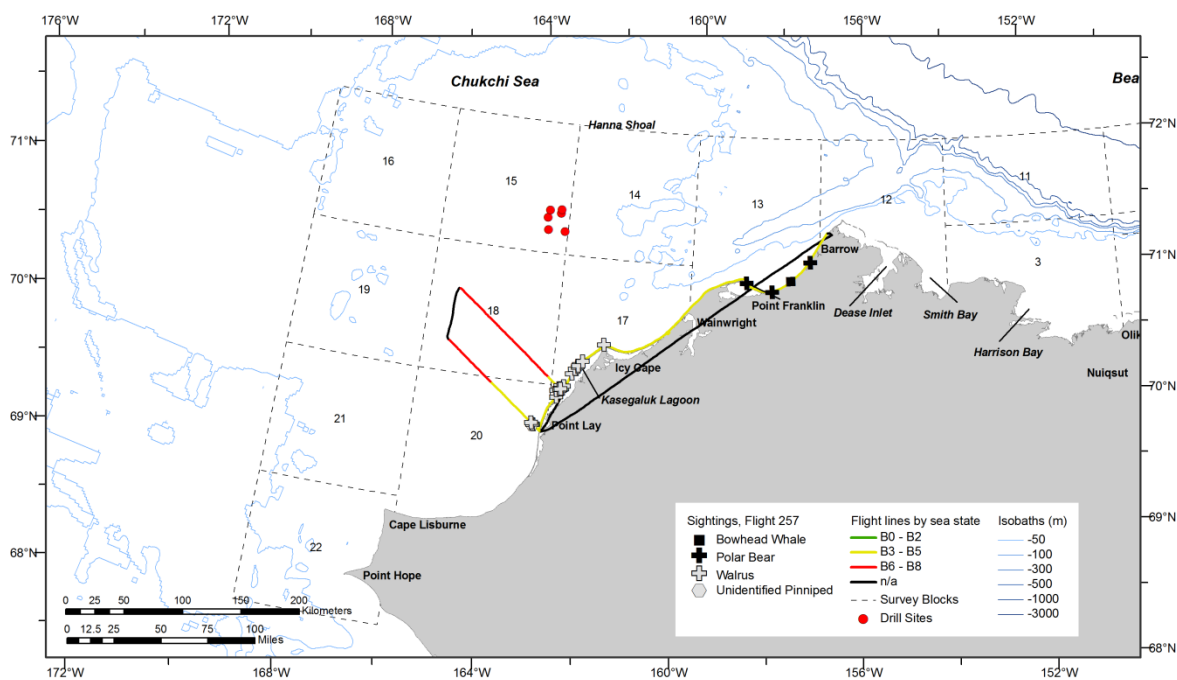 176°W
172°W
168°W
164°W
160°W
156°W
152°W
Chukchi Sea
Bea
72°N
Hanna Shoal
71°N
16
15
14
13
12
11
Barrow
71°N
3
70°N
19
18
17
Point Franklin
Dease Inlet
Smith Bay
Wainwright
Harrison Bay
Olik
Icy Cape
Nuiqsut
70°N
Kasegaluk Lagoon
69°N
21
20
Point Lay
Cape Lisburne
69°N
68°N
22
Point Hope
Sightings, Flight 257
Bowhead Whale
Polar Bear
Walrus
Unidentified Pinniped
Flight lines by sea state
B0 - B2
B3 - B5
B6 - B8
n/a
Survey Blocks
Drill Sites
Isobaths (m)
-50
-100
-300
-500
-1000
-3000
0 25 50 100 150 200
Kilometers
0 12.5 25 50 75 100
Miles
68°N
172°W
168°W
164°W
160°W
156°W
152°W